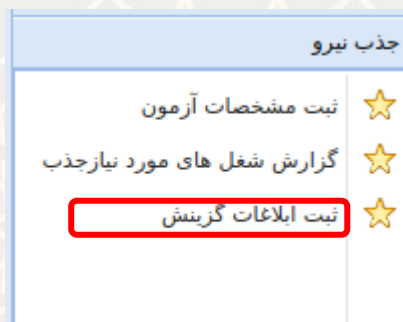 جذب نیرو
ثبت مشخصات آزمون
گزارش شغل های مورد نیازجذب
ثبت ابلاغات گزینش